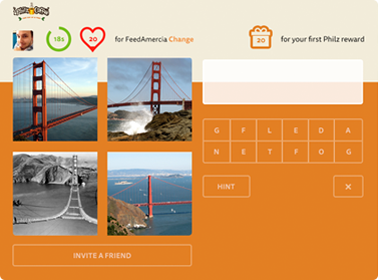 18s
20
for FeedAmercia Change
20
for your first Philz reward
G F L E D A
N E T F O G
HINT
X
INVITE A FRIEND